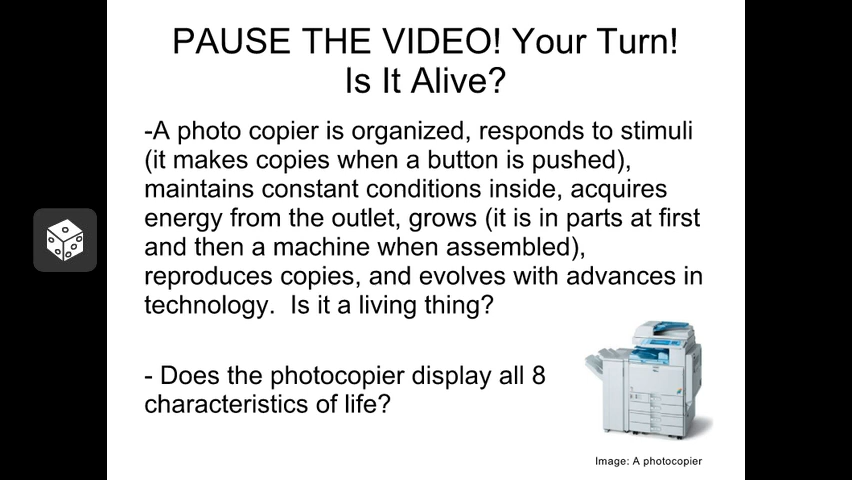 PAUSE THE VIDEO! Your Turn!
Is It Alive?
-A photo copier is organized, responds to stimuli
(it makes copies when a button is pushed),
maintains constant conditions inside, acquires
energy from the outlet, grows (it is in parts at first
and then a machine when assembled),
reproduces copies, and evolves with advances in
technology.  Is it a living thing?
- Does the photocopier display all 8
characteristics of life?
Image: A photocopier